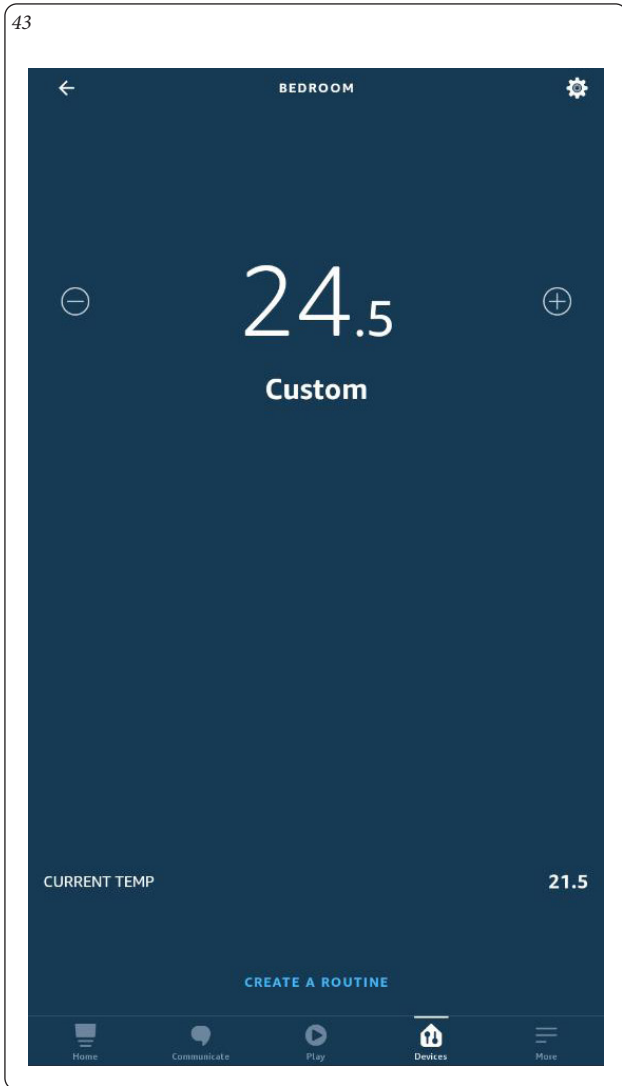 43
BEDROOM
24.5
Custom
CURRENT TEMP 21.5
CREATE A ROUTINE
Home Communicate Play Devices More